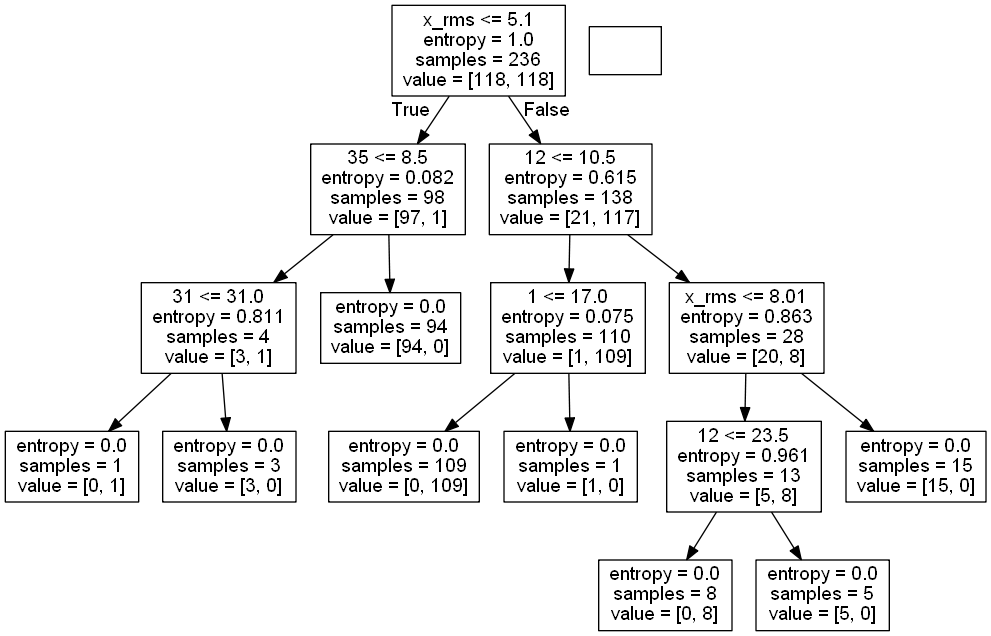 x_rms <= 5.1
entropy = 1.0
samples = 236
value = [118, 118]
True
False
35 <= 8.5
entropy = 0.082
samples = 98
value = [97, 1]
12 <= 10.5
entropy = 0.615
samples = 138
value = [21, 117]
31 <= 31.0
entropy = 0.811
samples = 4
value = [3, 1]
entropy = 0.0
samples = 94
value = [94, 0]
1 <= 17.0
entropy = 0.075
samples = 110
value = [1, 109]
x_rms <= 8.01
entropy = 0.863
samples = 28
value = [20, 8]
entropy = 0.0
samples = 1
value = [0, 1]
entropy = 0.0
samples = 3
value = [3, 0]
entropy = 0.0
samples = 109
value = [0, 109]
entropy = 0.0
samples = 1
value = [1, 0]
12 <= 23.5
entropy = 0.961
samples = 13
value = [5, 8]
entropy = 0.0
samples = 15
value = [15, 0]
entropy = 0.0
samples = 8
value = [0, 8]
entropy = 0.0
samples = 5
value = [5, 0]